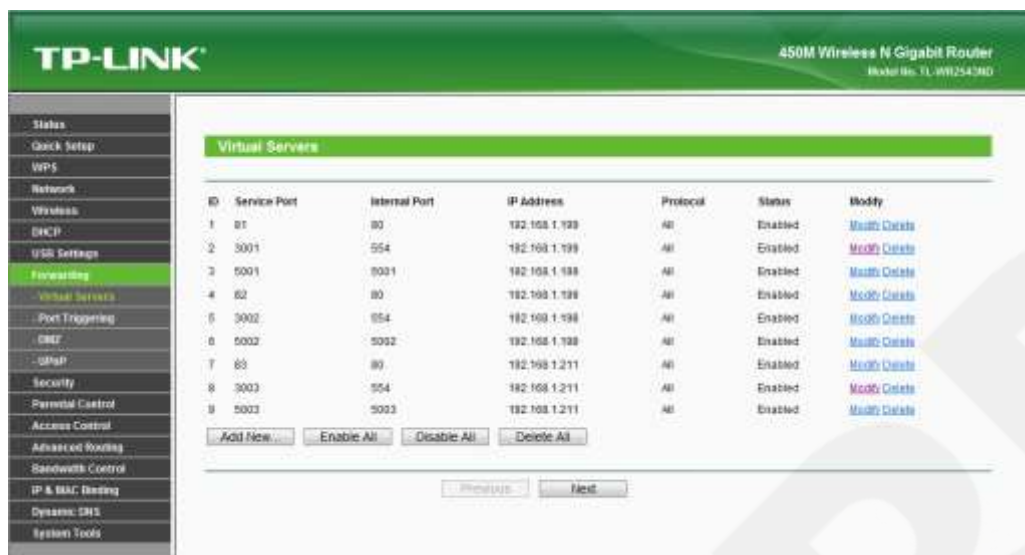 TP-LINK
450M Wireless N Gigabit Router
Model No. TL-WR2543ND
Status
Quick Setup
WPS
Network
Wireless
DHCP
USB Settings
Forwarding
- Virtual Servers
- Port Triggering
- DMZ
- UPnP
Security
Parental Control
Access Control
Advanced Routing
Bandwidth Control
IP & MAC Binding
Dynamic DNS
System Tools
Virtual Servers
ID Service Port Internal Port IP Address Protocol Status Modify
1 81 80 192.168.1.199 All Enabled Modify Delete
2 3001 554 192.168.1.199 All Enabled Modify Delete
3 5001 5001 All Enabled Modify Delete
4 82 80 192.168.1.198 All Enabled Modify Delete
5 3002 554 192.168.1.198 All Enabled Modify Delete
6 5002 5002 192.168.1.198 All Enabled Modify Delete
7 83 80 192.168.1.211 All Enabled Modify Delete
8 3003 554 192.168.1.211 All Enabled Modify Delete
9 5003 5003 192.168.1.211 All Enabled Modify Delete
Add New... Enable All Disable All Delete All
Previous Next